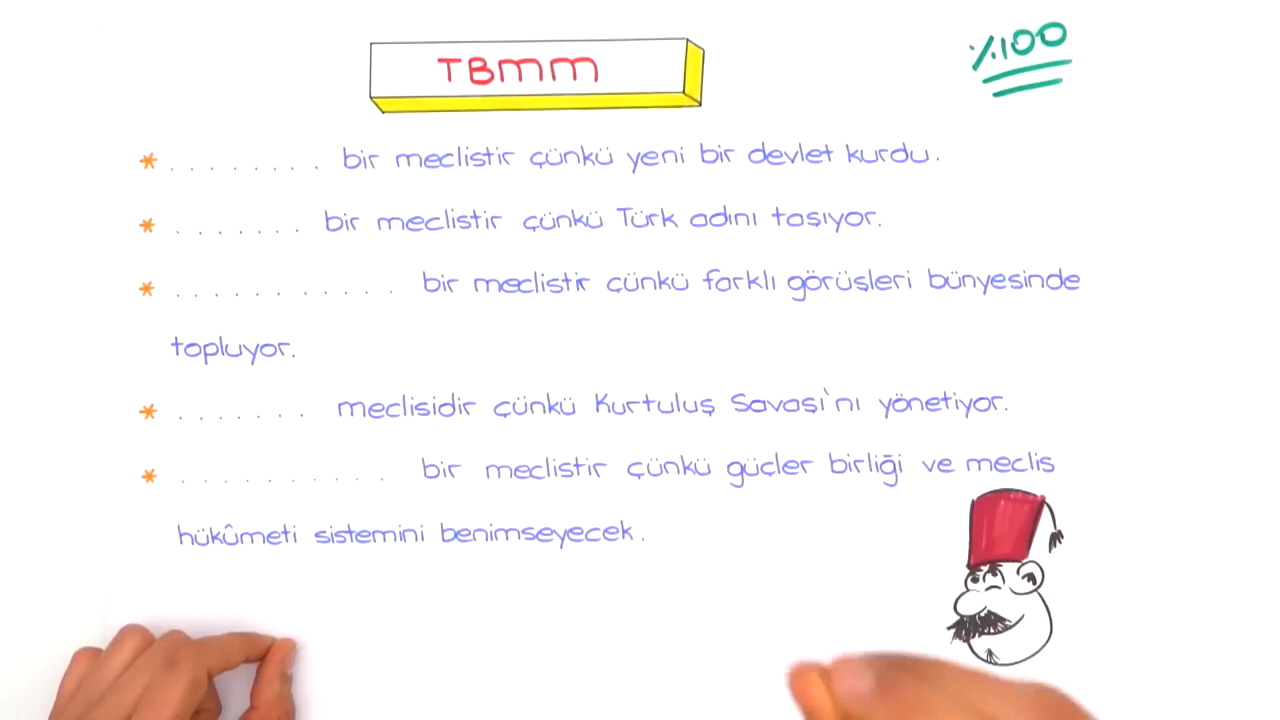 TBMM
%100
* ........ bir meclistir çünkü yeni bir devlet kurdu.
* ....... bir meclistir çünkü Türk adını taşıyor.
* ............ bir meclistir çünkü farklı görüşleri bünyesinde
topluyor.
* ....... meclisidir çünkü Kurtuluş Savaşı'nı yönetiyor.
* ........... bir meclistir çünkü güçler birliği ve meclis
hükûmeti sistemini benimseyecek.